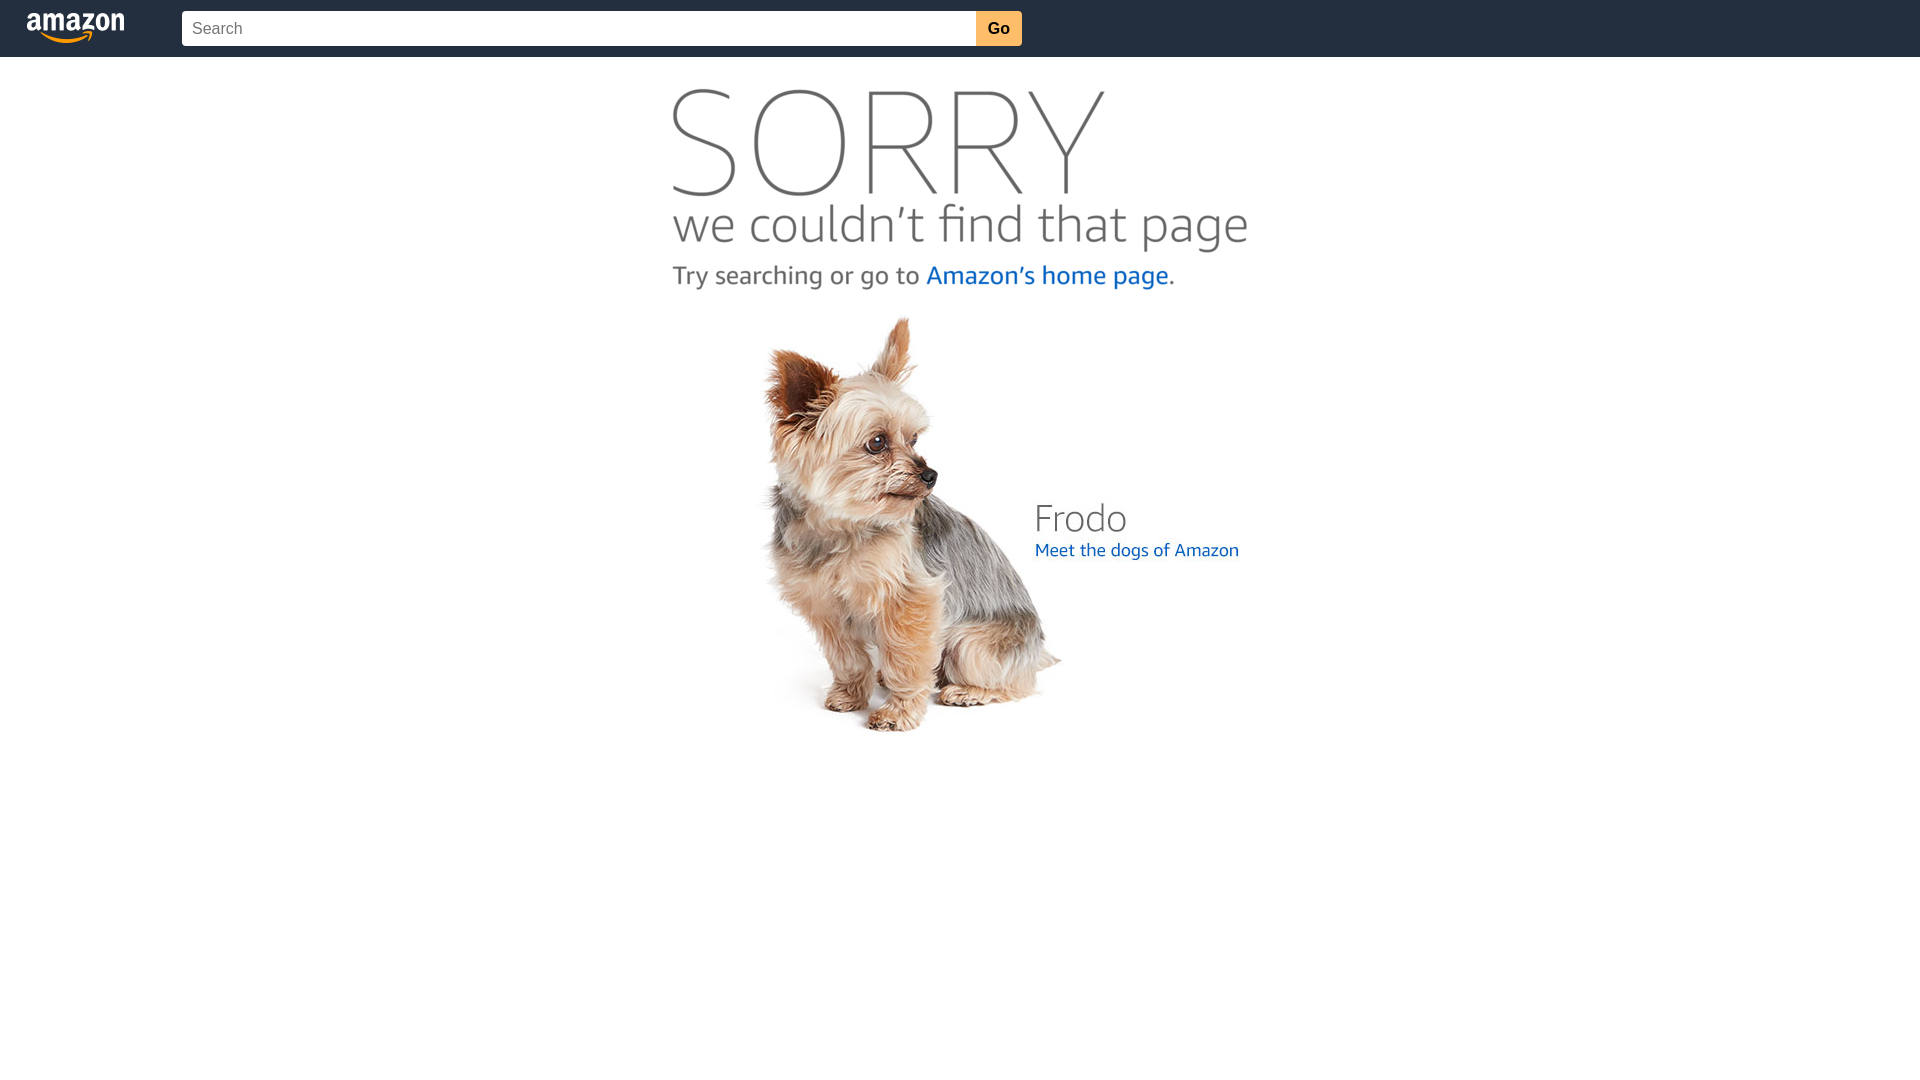 amazon
Search
Go
SORRY
we couldn't find that page
Try searching or go to Amazon's home page.
Frodo
Meet the dogs of Amazon